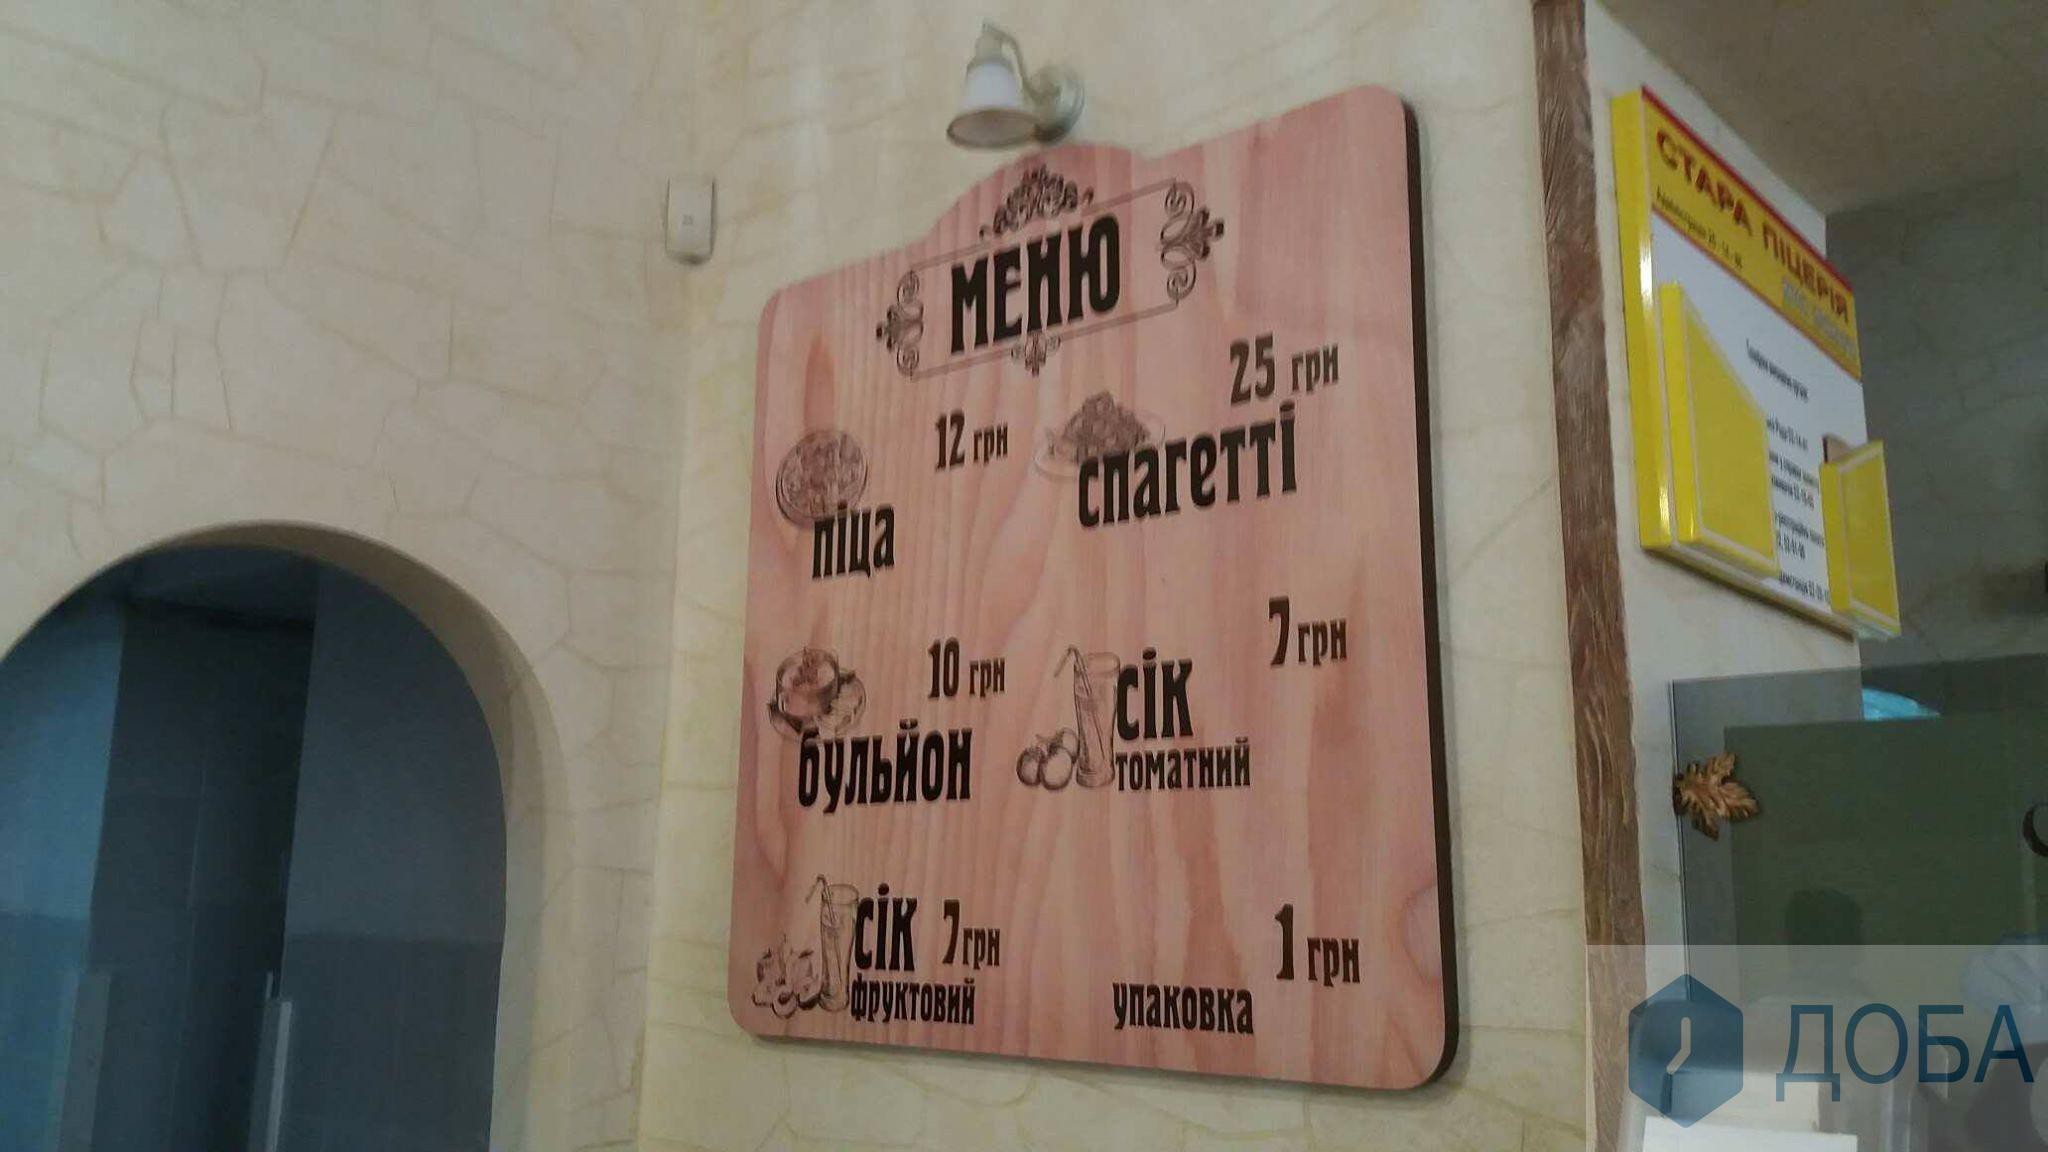 МЕНЮ
12 грн
піца
25 грн
спагетті
10 грн
бульйон
7 грн
сік
томатний
сік 7 грн
фруктовий
1 грн
упаковка
СТАРА ПІЦЕРІЯ
ДОБА